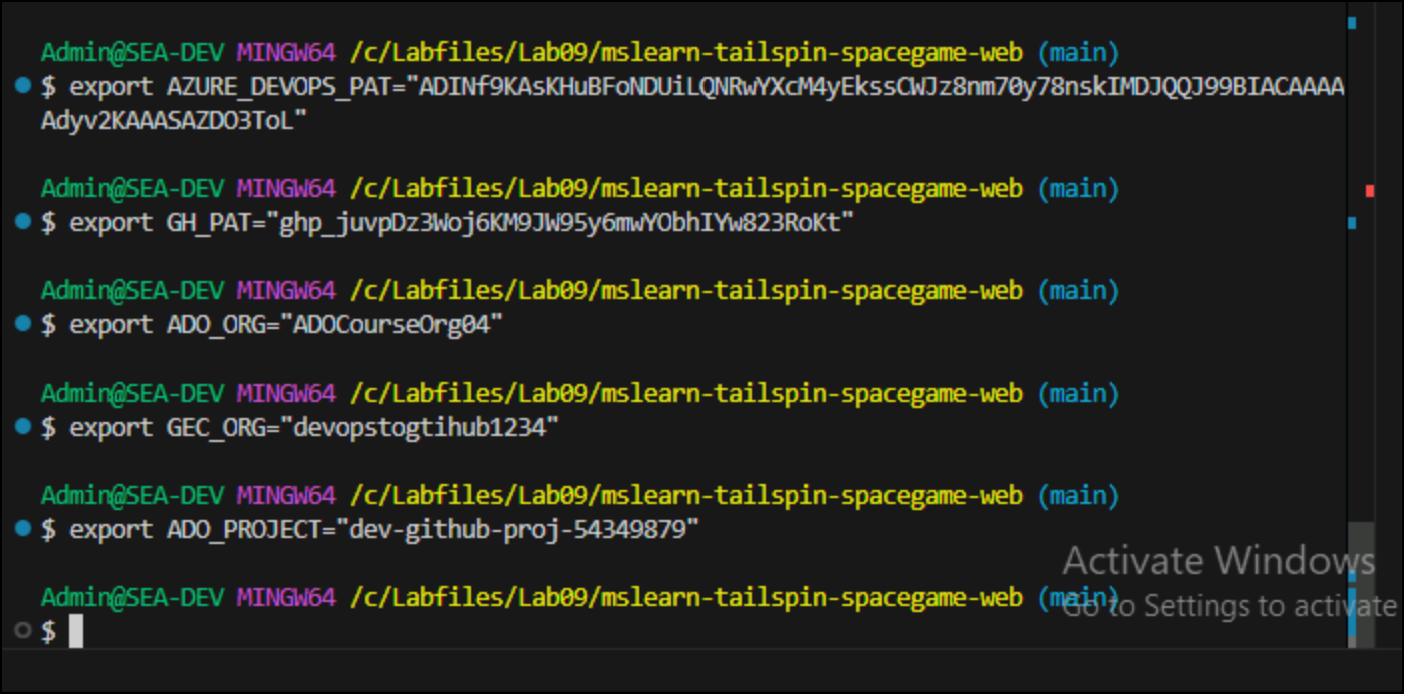 Admin@SEA-DEV MINGW64 /c/Labfiles/Lab09/mslearn-tailspin-spacegame-web (main)
$ export AZURE_DEVOPS_PAT="ADINf9KAsKHuBFoNDUiLQNRwYXcM4yEkssCWJz8nm70y78nskIMDJQQJ99BIACAAAA
Adyv2KAAASAZDO3ToL"
Admin@SEA-DEV MINGW64 /c/Labfiles/Lab09/mslearn-tailspin-spacegame-web (main)
$ export GH_PAT="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"
Admin@SEA-DEV MINGW64 /c/Labfiles/Lab09/mslearn-tailspin-spacegame-web (main)
$ export ADO_ORG="ADOCourseOrg04"
Admin@SEA-DEV MINGW64 /c/Labfiles/Lab09/mslearn-tailspin-spacegame-web (main)
$ export GEC_ORG="devopstogtihub1234"
Admin@SEA-DEV MINGW64 /c/Labfiles/Lab09/mslearn-tailspin-spacegame-web (main)
$ export ADO_PROJECT="dev-github-proj-54349879"
Activate Windows
Admin@SEA-DEV MINGW64 /c/Labfiles/Lab09/mslearn-tailspin-spacegame-web (main)
Go to Settings to activate
$